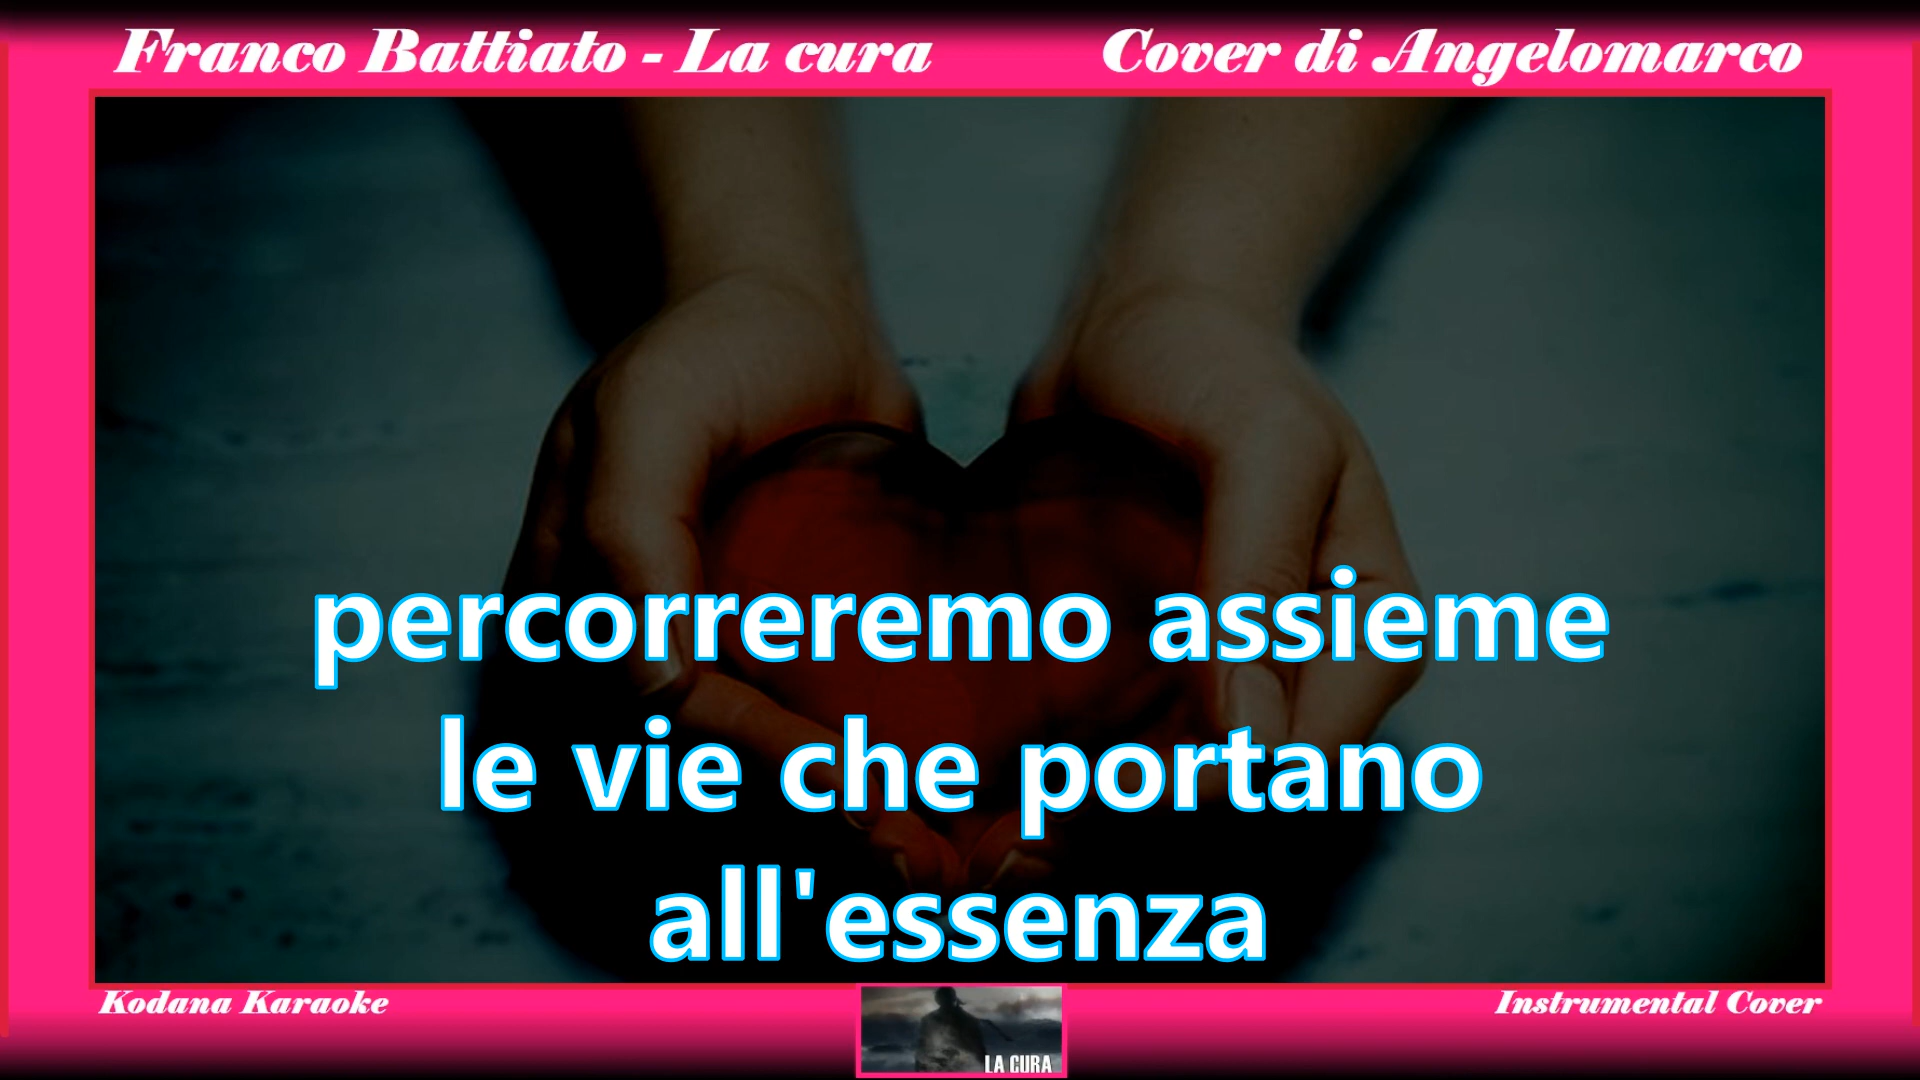 Franco Battiato - La cura
Cover di Angelomarco
percorreremo assieme
le vie che portano
all'essenza
Kodana Karaoke
Instrumental Cover
LA CURA